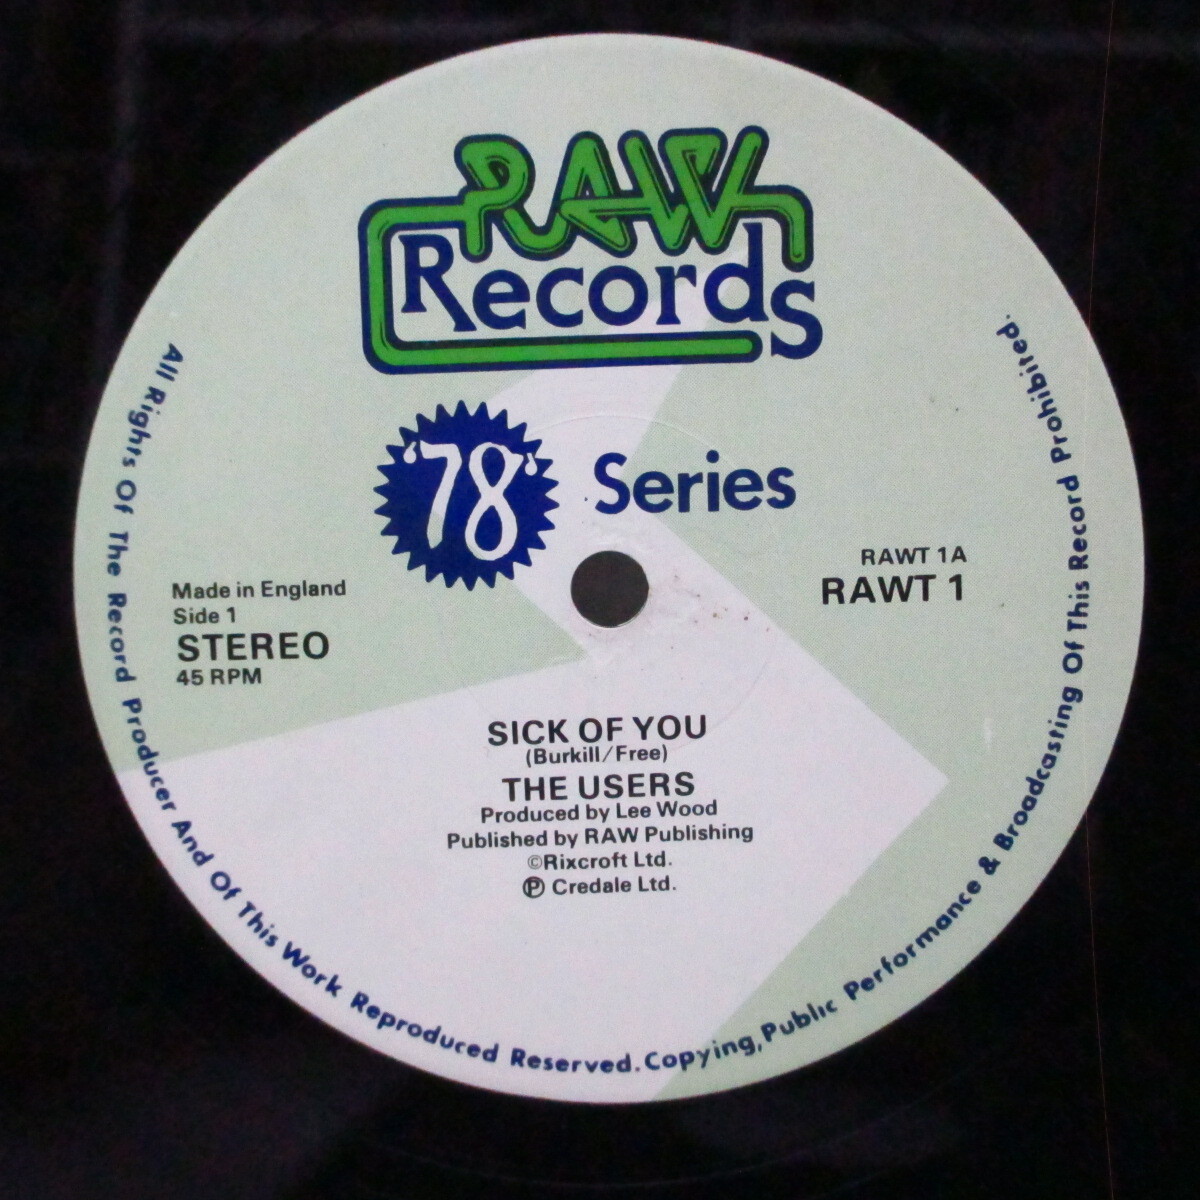 RAW
Records
'78' Series
RAWT 1A
RAWT 1
Made in England
Side 1
STEREO
45 RPM
SICK OF YOU
(Burkill/Free)
THE USERS
Produced by Lee Wood
Published by RAW Publishing
©Rixcroft Ltd.
℗ Credale Ltd.
All Rights Of The Record Producer And Of This Work Reproduced Reserved. Copying, Public Performance & Broadcasting Of This Record Prohibited.